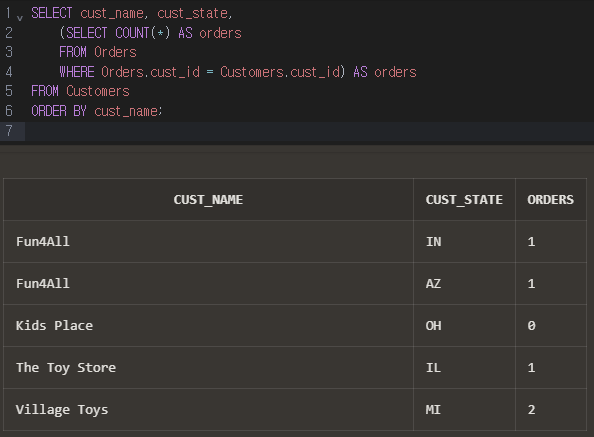 1 SELECT cust_name, cust_state,
2 (SELECT COUNT(*) AS orders
3 FROM Orders
4 WHERE Orders.cust_id = Customers.cust_id) AS orders
5 FROM Customers
6 ORDER BY cust_name;
7
CUST_NAME CUST_STATE ORDERS
Fun4All IN 1
Fun4All AZ 1
Kids Place OH 0
The Toy Store IL 1
Village Toys MI 2